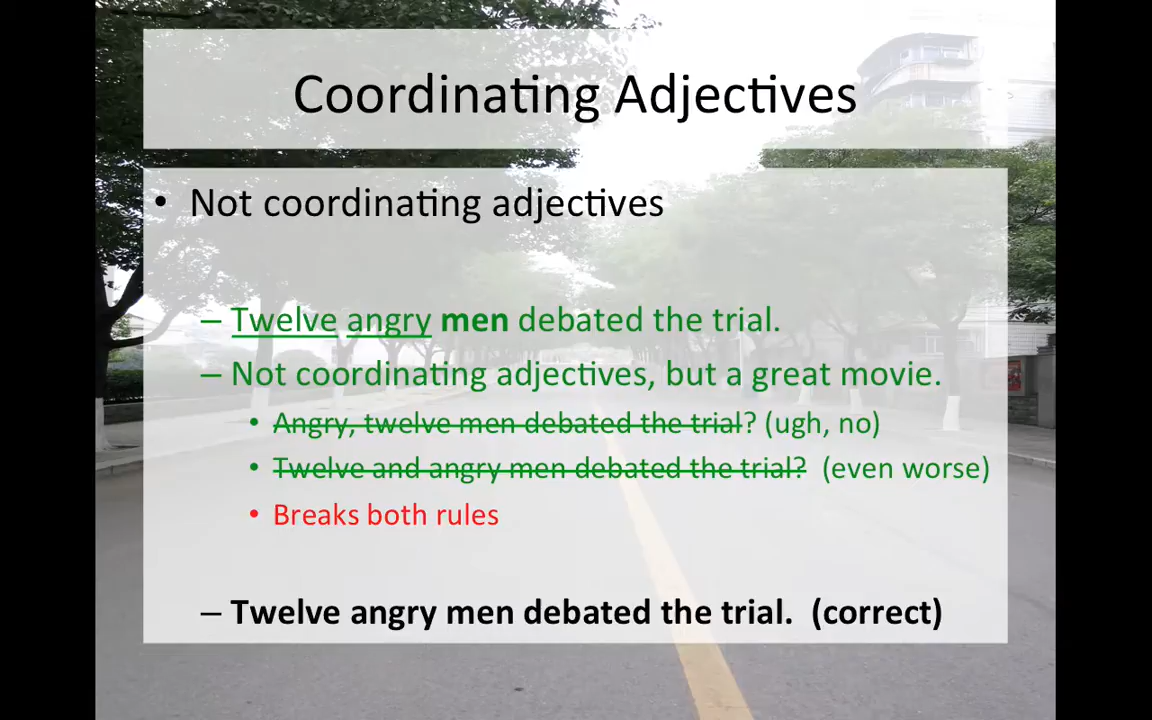 Coordinating Adjectives
• Not coordinating adjectives
– Twelve angry men debated the trial.
– Not coordinating adjectives, but a great movie.
• Angry, twelve men debated the trial? (ugh, no)
• Twelve and angry men debated the trial? (even worse)
• Breaks both rules
– Twelve angry men debated the trial. (correct)